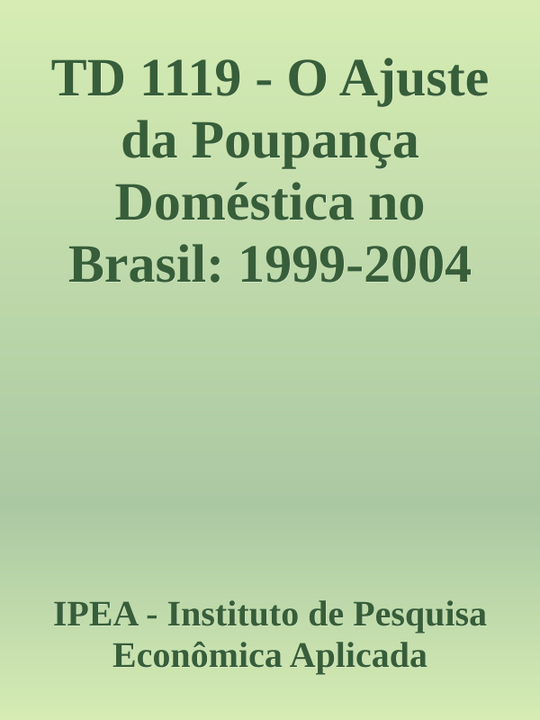 TD 1119 - O Ajuste
da Poupança
Doméstica no
Brasil: 1999-2004
IPEA - Instituto de Pesquisa
Econômica Aplicada